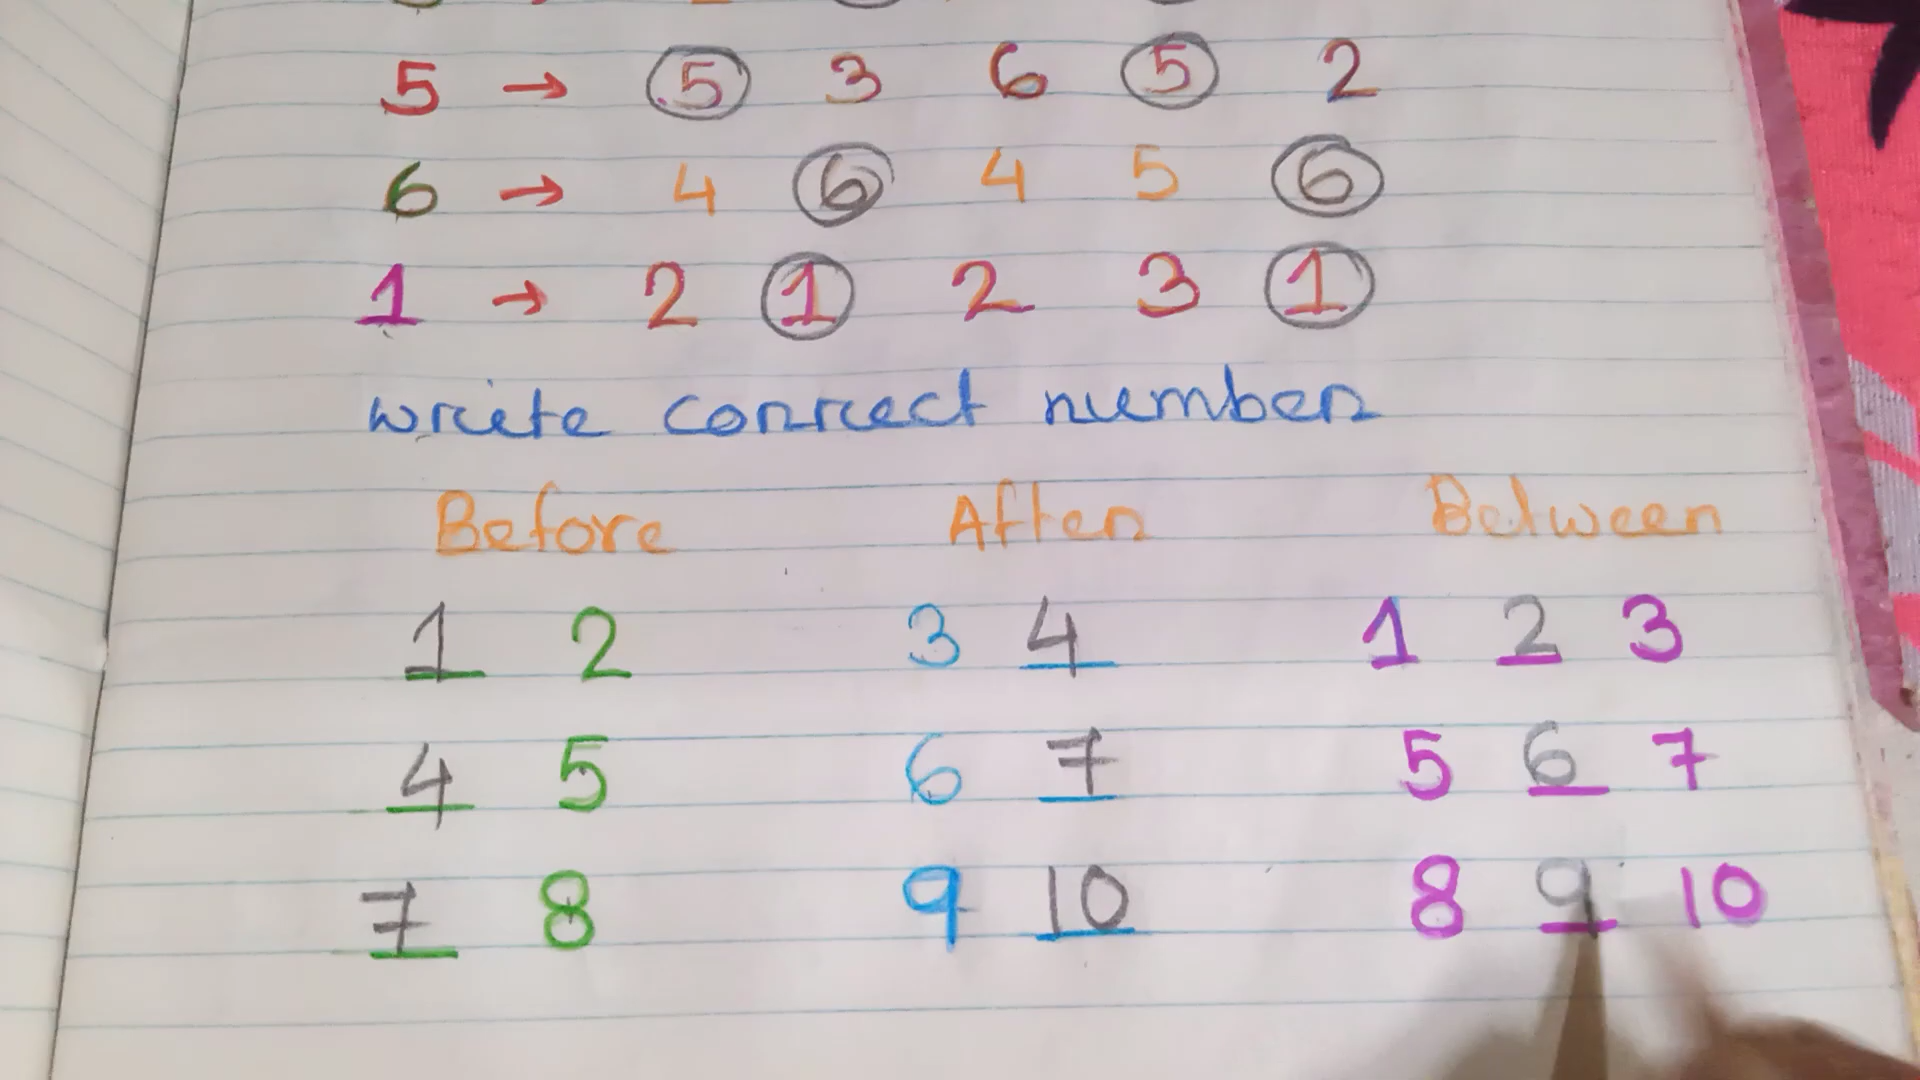 5 → 5 3 6 5 2
6 → 4 6 4 5 6
1 → 2 1 2 3 1
write correct number
Before After Between
1 2 3 4 1 2 3
4 5 6 7 5 6 7
7 8 9 10 8 9 10